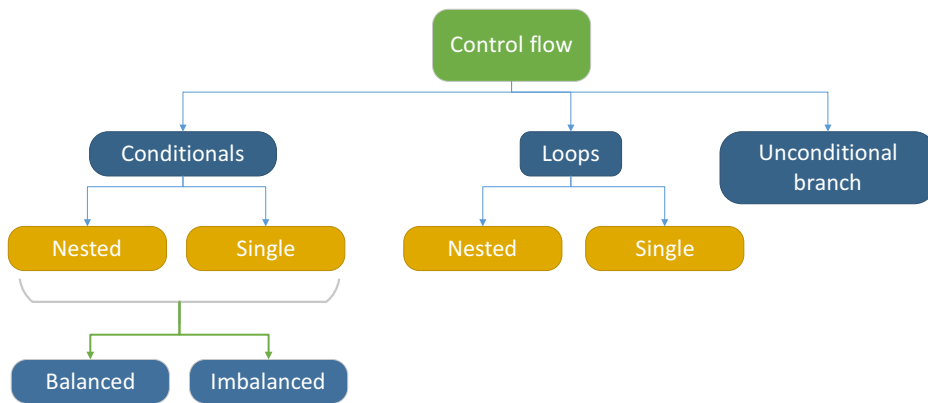 Control flow
Conditionals
Loops
Unconditional
branch
Nested
Single
Nested
Single
Balanced
Imbalanced